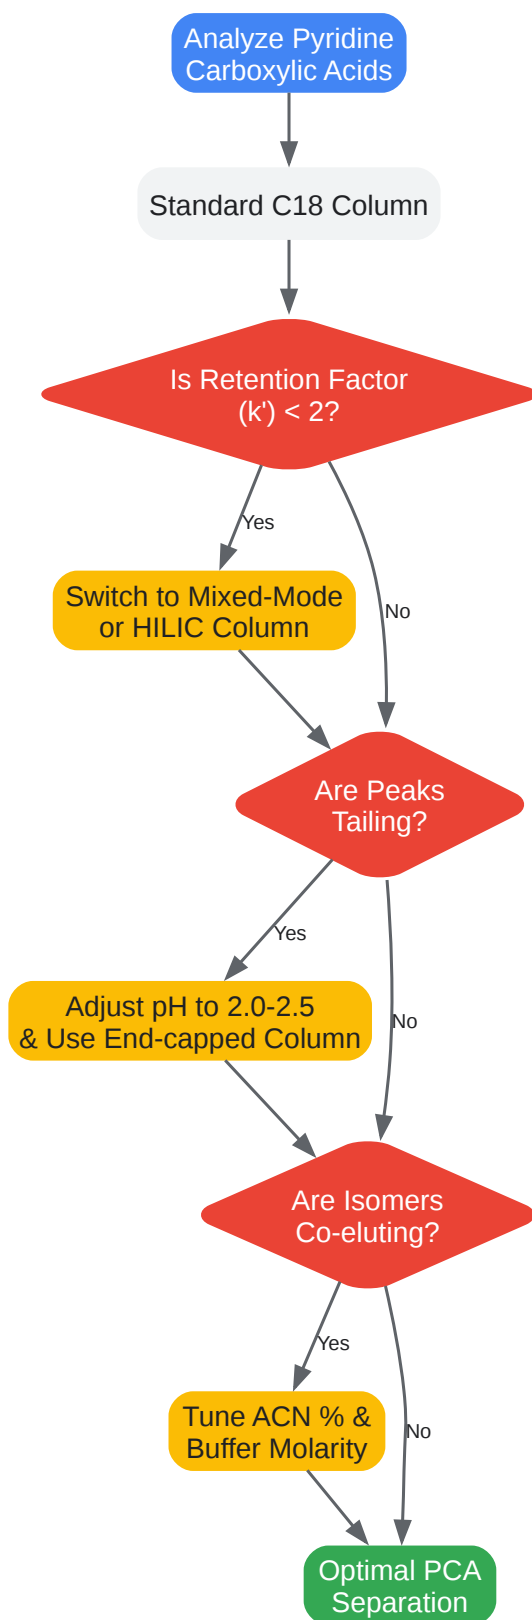 Analyze Pyridine
Carboxylic Acids
Standard C18 Column
Is Retention Factor
(k') < 2?
Yes
No
Switch to Mixed-Mode
or HILIC Column
Are Peaks
Tailing?
Yes
No
Adjust pH to 2.0-2.5
& Use End-capped Column
Are Isomers
Co-eluting?
Yes
No
Tune ACN % &
Buffer Molarity
Optimal PCA
Separation